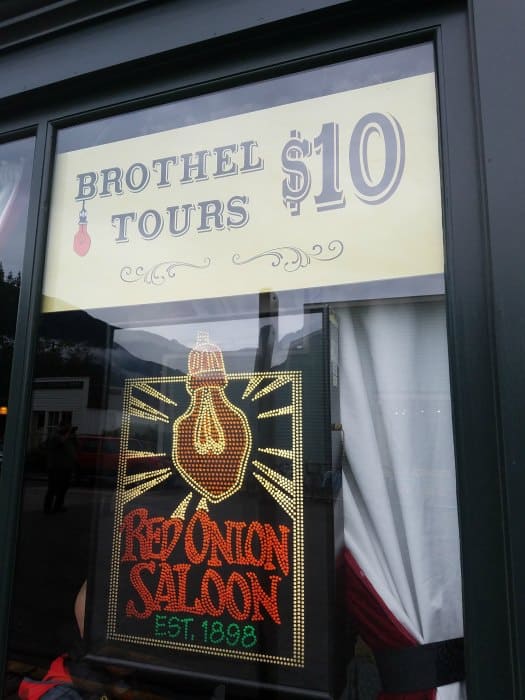 BROTHEL
TOURS
$10
RED ONION
SALOON
EST. 1898